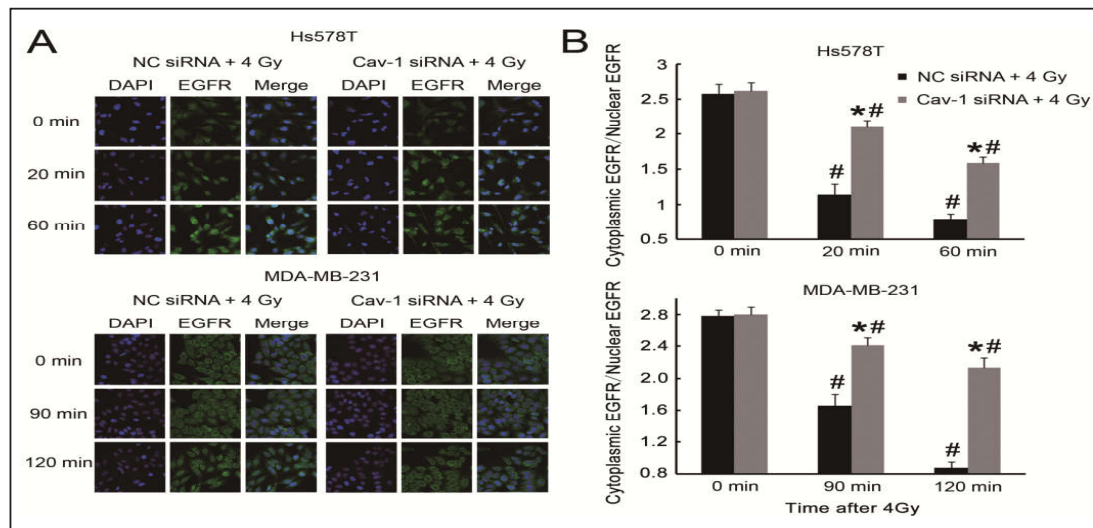 A
Hs578T
NC siRNA + 4 Gy
Cav-1 siRNA + 4 Gy
DAPI EGFR Merge DAPI EGFR Merge
0 min
20 min
60 min
MDA-MB-231
NC siRNA + 4 Gy
Cav-1 siRNA + 4 Gy
DAPI EGFR Merge DAPI EGFR Merge
0 min
90 min
120 min
B
Hs578T
Cytoplasmic EGFR/Nuclear EGFR
3
2.5
2
1.5
1
0.5
NC siRNA + 4 Gy
Cav-1 siRNA + 4 Gy
# *# # *#
0 min 20 min 60 min
MDA-MB-231
Cytoplasmic EGFR/Nuclear EGFR
2.8
2.4
2.0
1.6
1.2
0.8
# *# # *#
0 min 90 min 120 min
Time after 4Gy